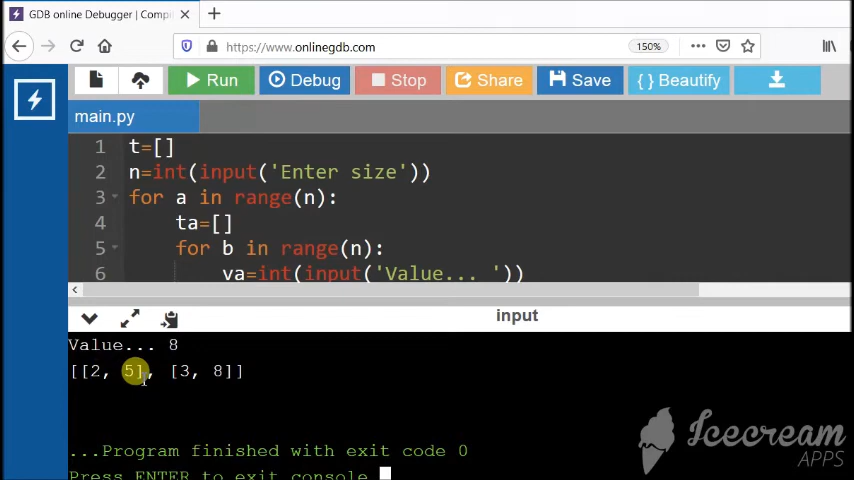 GDB online Debugger | Compi
https://www.onlinegdb.com
150%
Run
Debug
Stop
Share
Save
{ } Beautify
main.py
1 t=[]
2 n=int(input('Enter size'))
3 for a in range(n):
4 ta=[]
5 for b in range(n):
6 va=int(input('Value... '))
input
Value... 8
[[2, 5], [3, 8]]
...Program finished with exit code 0
Press ENTER to exit console.
Icecream
APPS